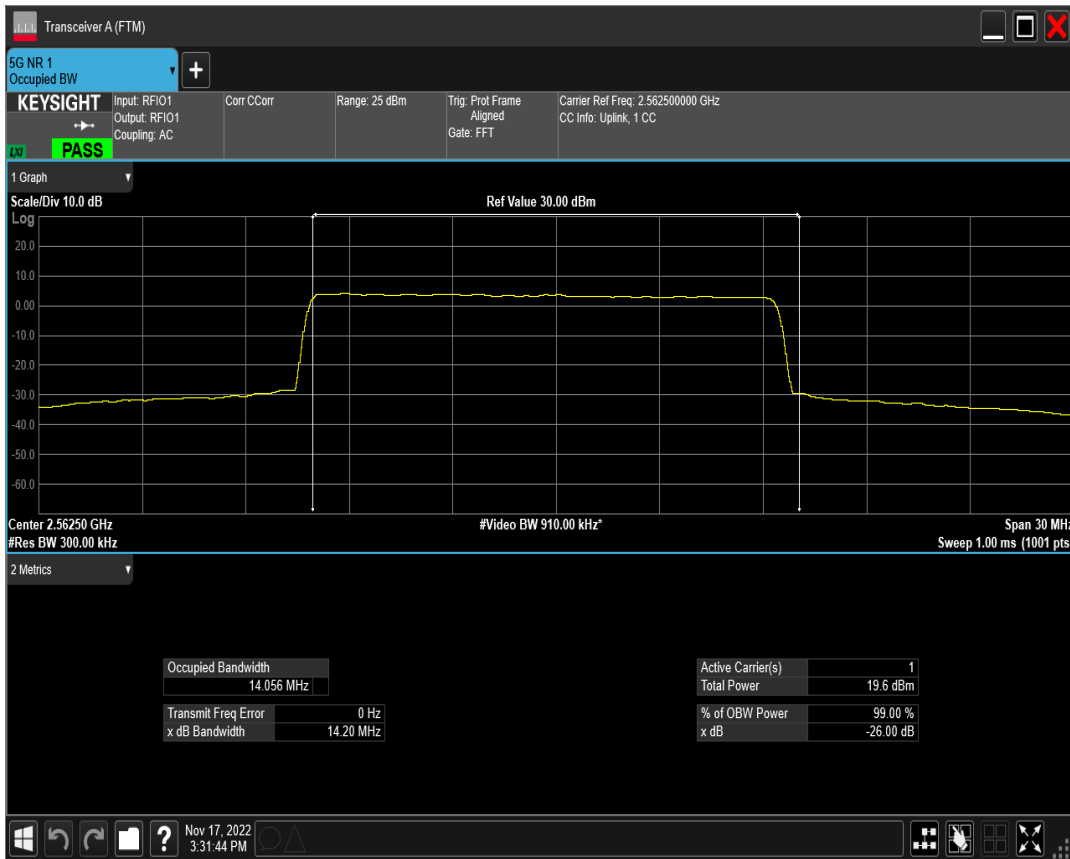 Transceiver A (FTM)
5G NR 1
Occupied BW
+
KEYSIGHT
LXI
PASS
Input: RFIO1
Output: RFIO1
Coupling: AC
Corr CCorr
Range: 25 dBm
Trig: Prot Frame
Aligned
Gate: FFT
Carrier Ref Freq: 2.562500000 GHz
CC Info: Uplink, 1 CC
1 Graph
Scale/Div 10.0 dB
Ref Value 30.00 dBm
Log
20.0
10.0
0.00
-10.0
-20.0
-30.0
-40.0
-50.0
-60.0
Center 2.56250 GHz
#Video BW 910.00 kHz*
Span 30 MHz
#Res BW 300.00 kHz
Sweep 1.00 ms (1001 pts
2 Metrics
Occupied Bandwidth
14.056 MHz
Transmit Freq Error 0 Hz
x dB Bandwidth 14.20 MHz
Active Carrier(s) 1
Total Power 19.6 dBm
% of OBW Power 99.00 %
x dB -26.00 dB
?
Nov 17, 2022
3:31:44 PM